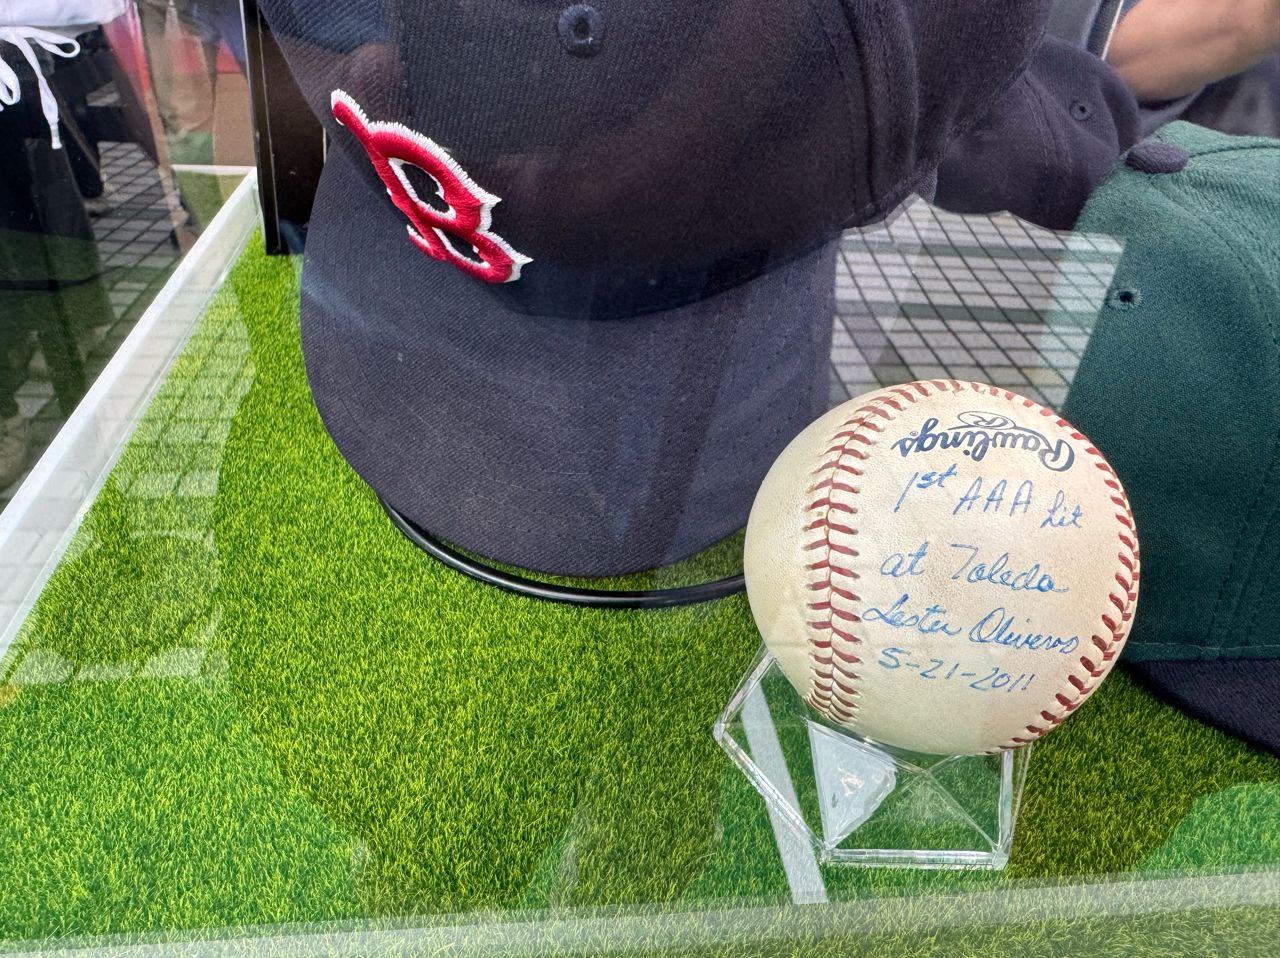 B
Rawlings®
R
1st AAA hit
at Toledo
Lester Oliveros
5-21-2011